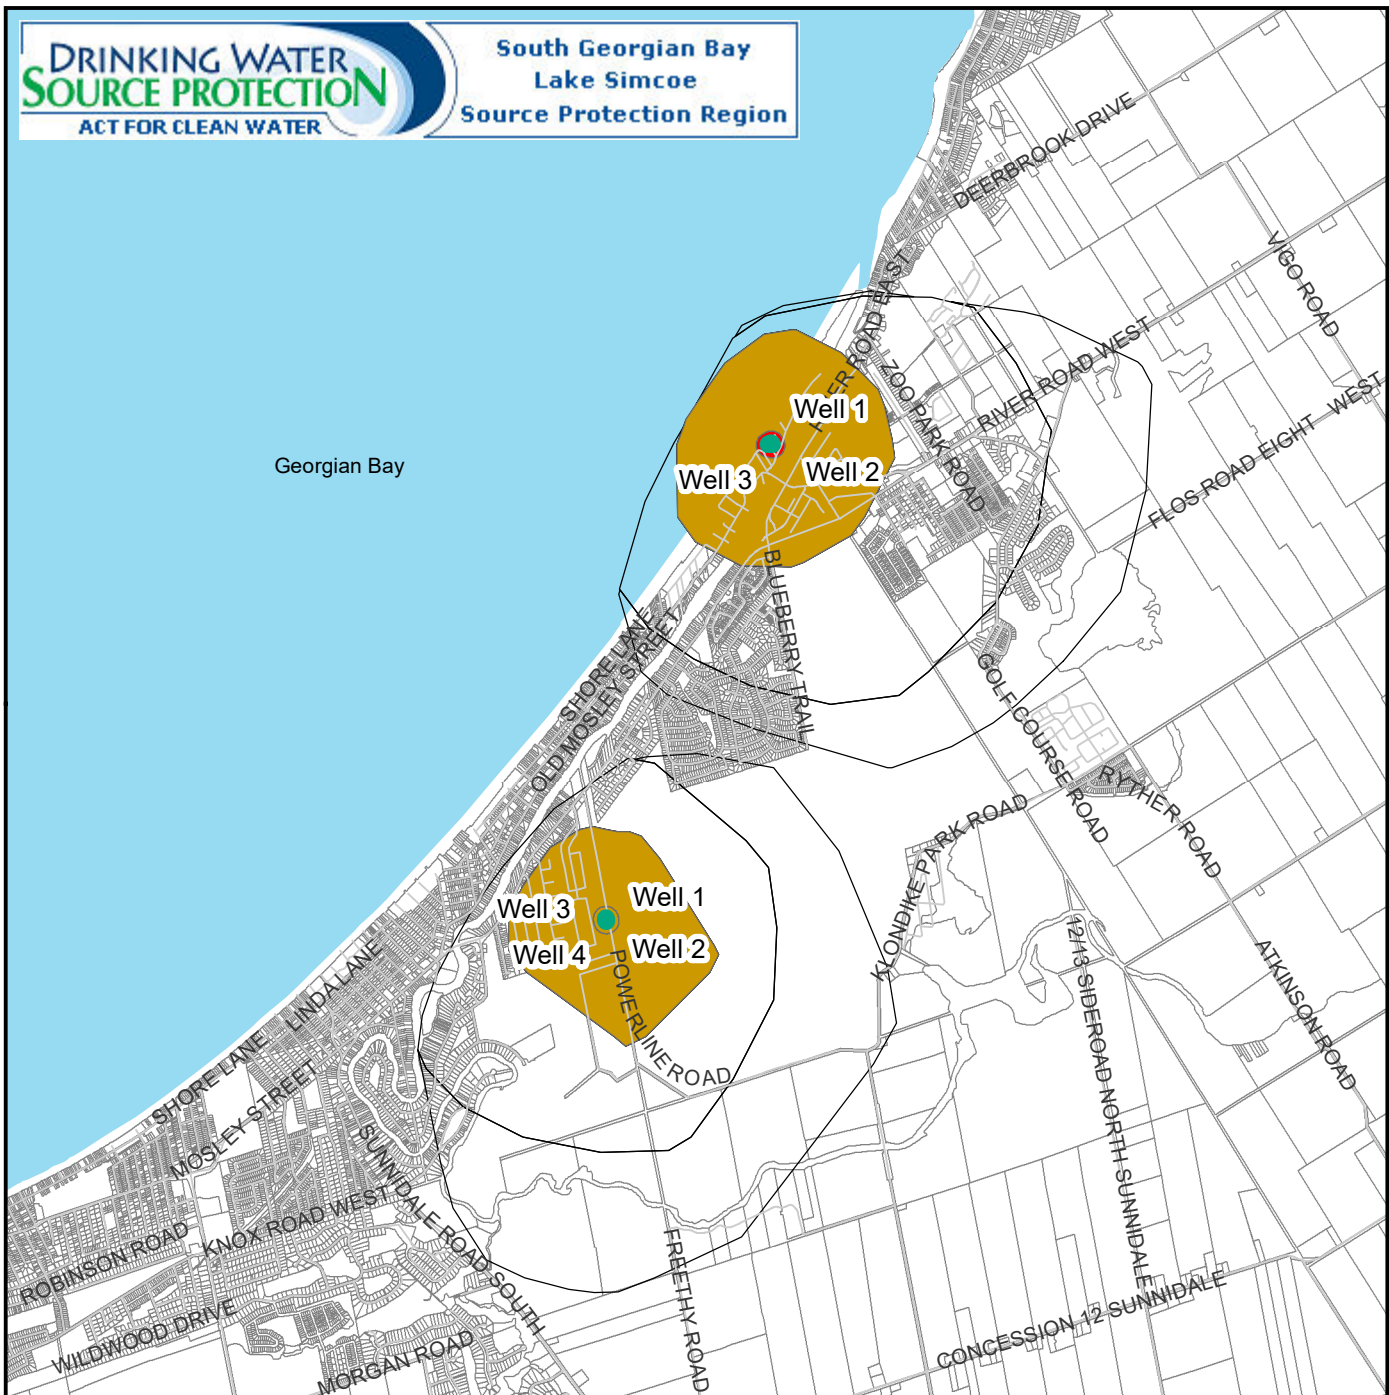 DRINKING WATER
SOURCE PROTECTION
ACT FOR CLEAN WATER
South Georgian Bay
Lake Simcoe
Source Protection Region
DEERBROOK DRIVE
VIGO ROAD
RIVER ROAD EAST
ZOO PARK ROAD
RIVER ROAD WEST
FLOS ROAD EIGHT WEST
Georgian Bay
Well 1
Well 3
Well 2
BLUEBERRY TRAIL
SHORE LANE
OLD MOSLEY STREET
GOLF COURSE ROAD
RYTHER ROAD
KLONDIKE PARK ROAD
Well 1
Well 3
Well 2
Well 4
POWERLINE ROAD
12/13 SIDEROAD NORTH SUNNIDALE
ATKINSON ROAD
LINDA LANE
SHORE LANE
MOSLEY STREET
SUNNIDALE ROAD SOUTH
KNOX ROAD WEST
ROBINSON ROAD
WILDWOOD DRIVE
MORGAN ROAD
FREETHY ROAD
CONCESSION 12 SUNNIDALE